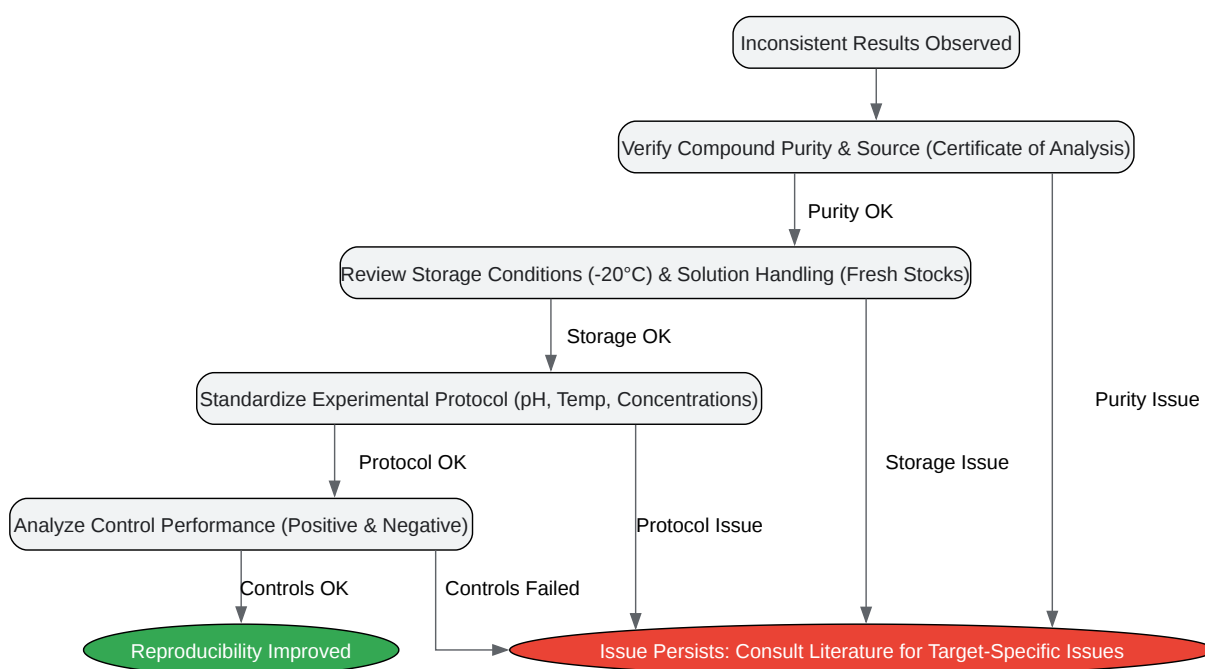 Inconsistent Results Observed
Verify Compound Purity & Source (Certificate of Analysis)
Purity OK
Review Storage Conditions (-20°C) & Solution Handling (Fresh Stocks)
Storage OK
Standardize Experimental Protocol (pH, Temp, Concentrations)
Purity Issue
Protocol OK
Storage Issue
Analyze Control Performance (Positive & Negative)
Protocol Issue
Controls OK
Controls Failed
Reproducibility Improved
Issue Persists: Consult Literature for Target-Specific Issues